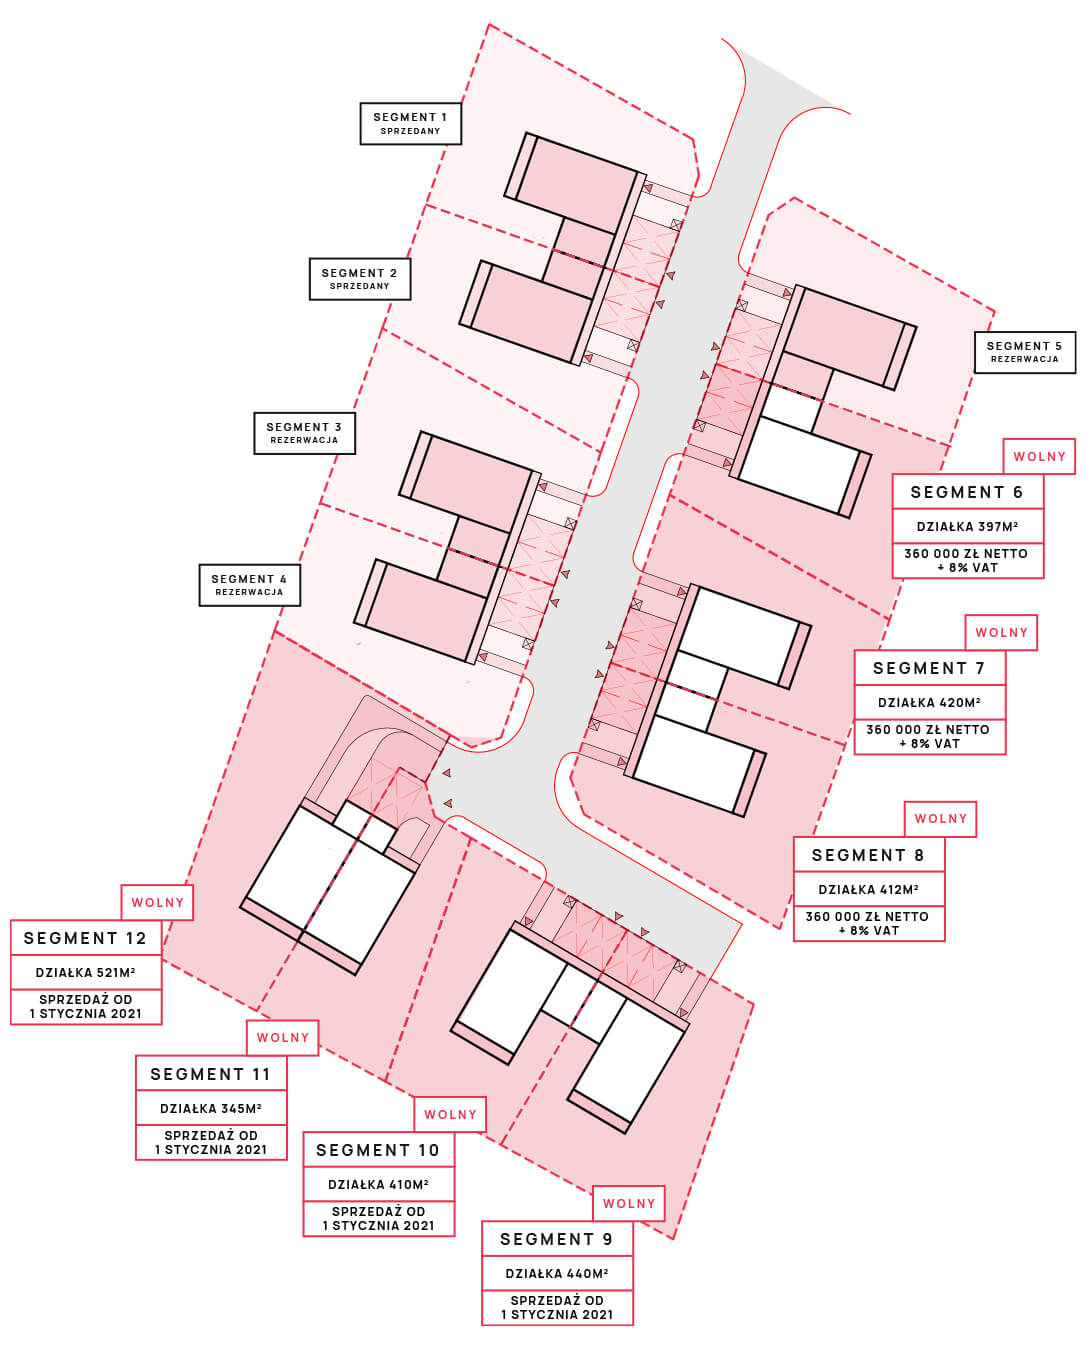 SEGMENT 1
SPRZEDANY
SEGMENT 2
SPRZEDANY
SEGMENT 5
REZERWACJA
SEGMENT 3
REZERWACJA
WOLNY
SEGMENT 6
DZIAŁKA 397M²
360 000 ZŁ NETTO
+ 8% VAT
SEGMENT 4
REZERWACJA
WOLNY
SEGMENT 7
DZIAŁKA 420M²
360 000 ZŁ NETTO
+ 8% VAT
WOLNY
SEGMENT 8
DZIAŁKA 412M²
360 000 ZŁ NETTO
+ 8% VAT
WOLNY
SEGMENT 12
DZIAŁKA 521M²
SPRZEDAŻ OD
1 STYCZNIA 2021
WOLNY
SEGMENT 11
DZIAŁKA 345M²
SPRZEDAŻ OD
1 STYCZNIA 2021
WOLNY
SEGMENT 10
DZIAŁKA 410M²
SPRZEDAŻ OD
1 STYCZNIA 2021
WOLNY
SEGMENT 9
DZIAŁKA 440M²
SPRZEDAŻ OD
1 STYCZNIA 2021